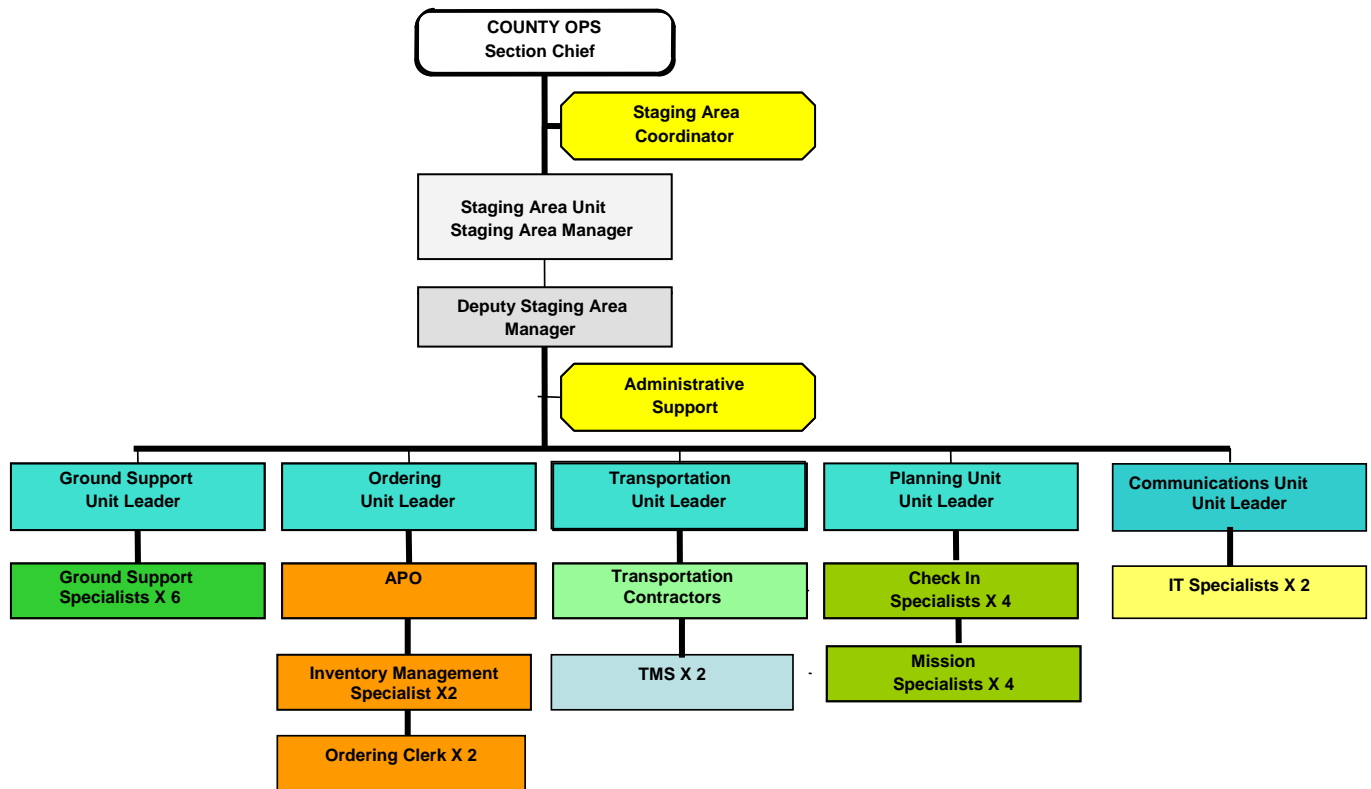 COUNTY OPS
Section Chief
Staging Area
Coordinator
Staging Area Unit
Staging Area Manager
Deputy Staging Area
Manager
Administrative
Support
Ground Support
Unit Leader
Ordering
Unit Leader
Transportation
Unit Leader
Planning Unit
Unit Leader
Communications Unit
Unit Leader
Ground Support
Specialists X 6
APO
Transportation
Contractors
Check In
Specialists X 4
IT Specialists X 2
Inventory Management
Specialist X2
TMS X 2
Mission
Specialists X 4
Ordering Clerk X 2